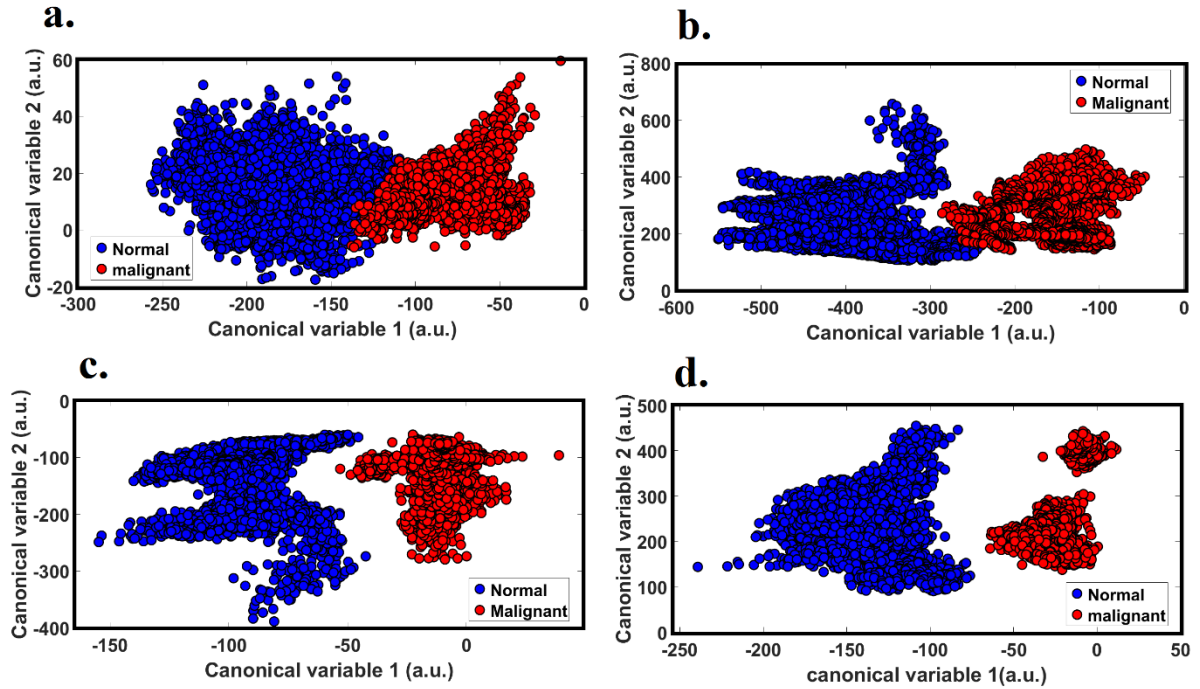 a.
Canonical variable 2 (a.u.)
60
40
20
0
-20
-300
-250
-200
-150
-100
-50
0
Canonical variable 1 (a.u.)
Normal
malignant
b.
Canonical variable 2 (a.u.)
800
600
400
200
0
-600
-500
-400
-300
-200
-100
0
Canonical variable 1 (a.u.)
Normal
Malignant
c.
Canonical variable 2 (a.u.)
0
-100
-200
-300
-400
-150
-100
-50
0
Canonical variable 1 (a.u.)
Normal
Malignant
d.
Canonical variable 2 (a.u.)
500
400
300
200
100
0
-250
-200
-150
-100
-50
0
50
canonical variable 1(a.u.)
Normal
malignant